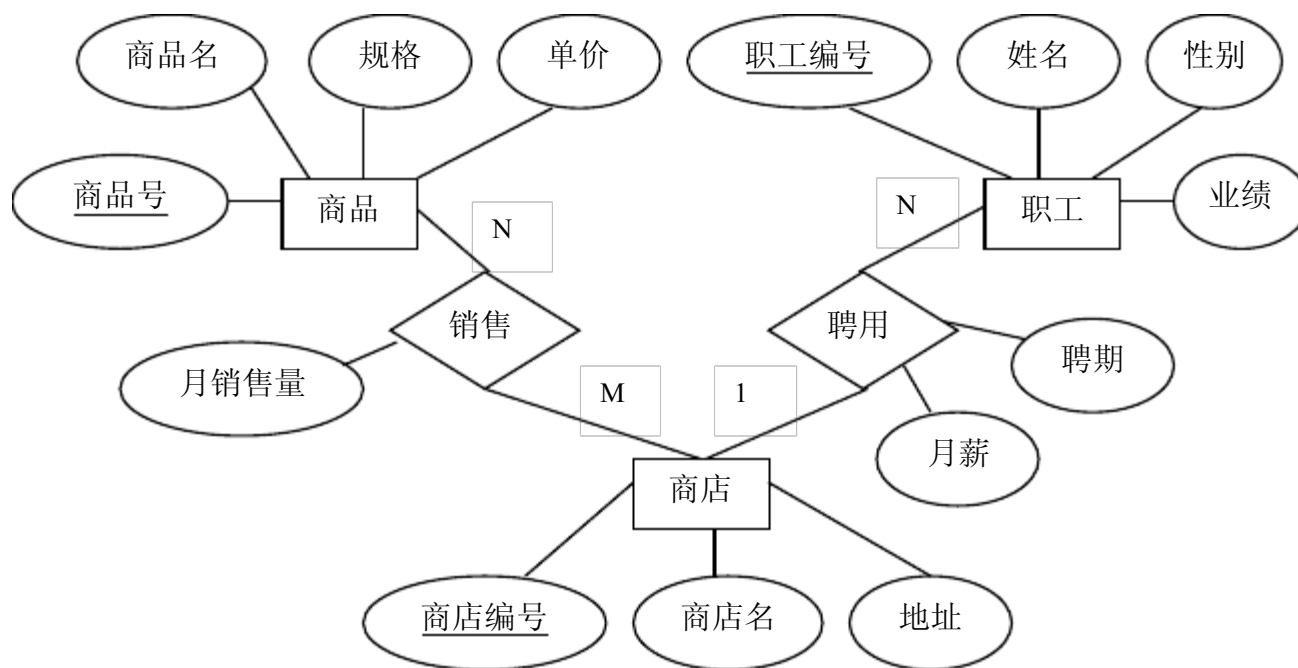 商品名
规格
单价
职工编号
姓名
性别
商品号
商品
N
N
职工
业绩
销售
聘用
月销售量
聘期
M
1
月薪
商店
商店编号
商店名
地址